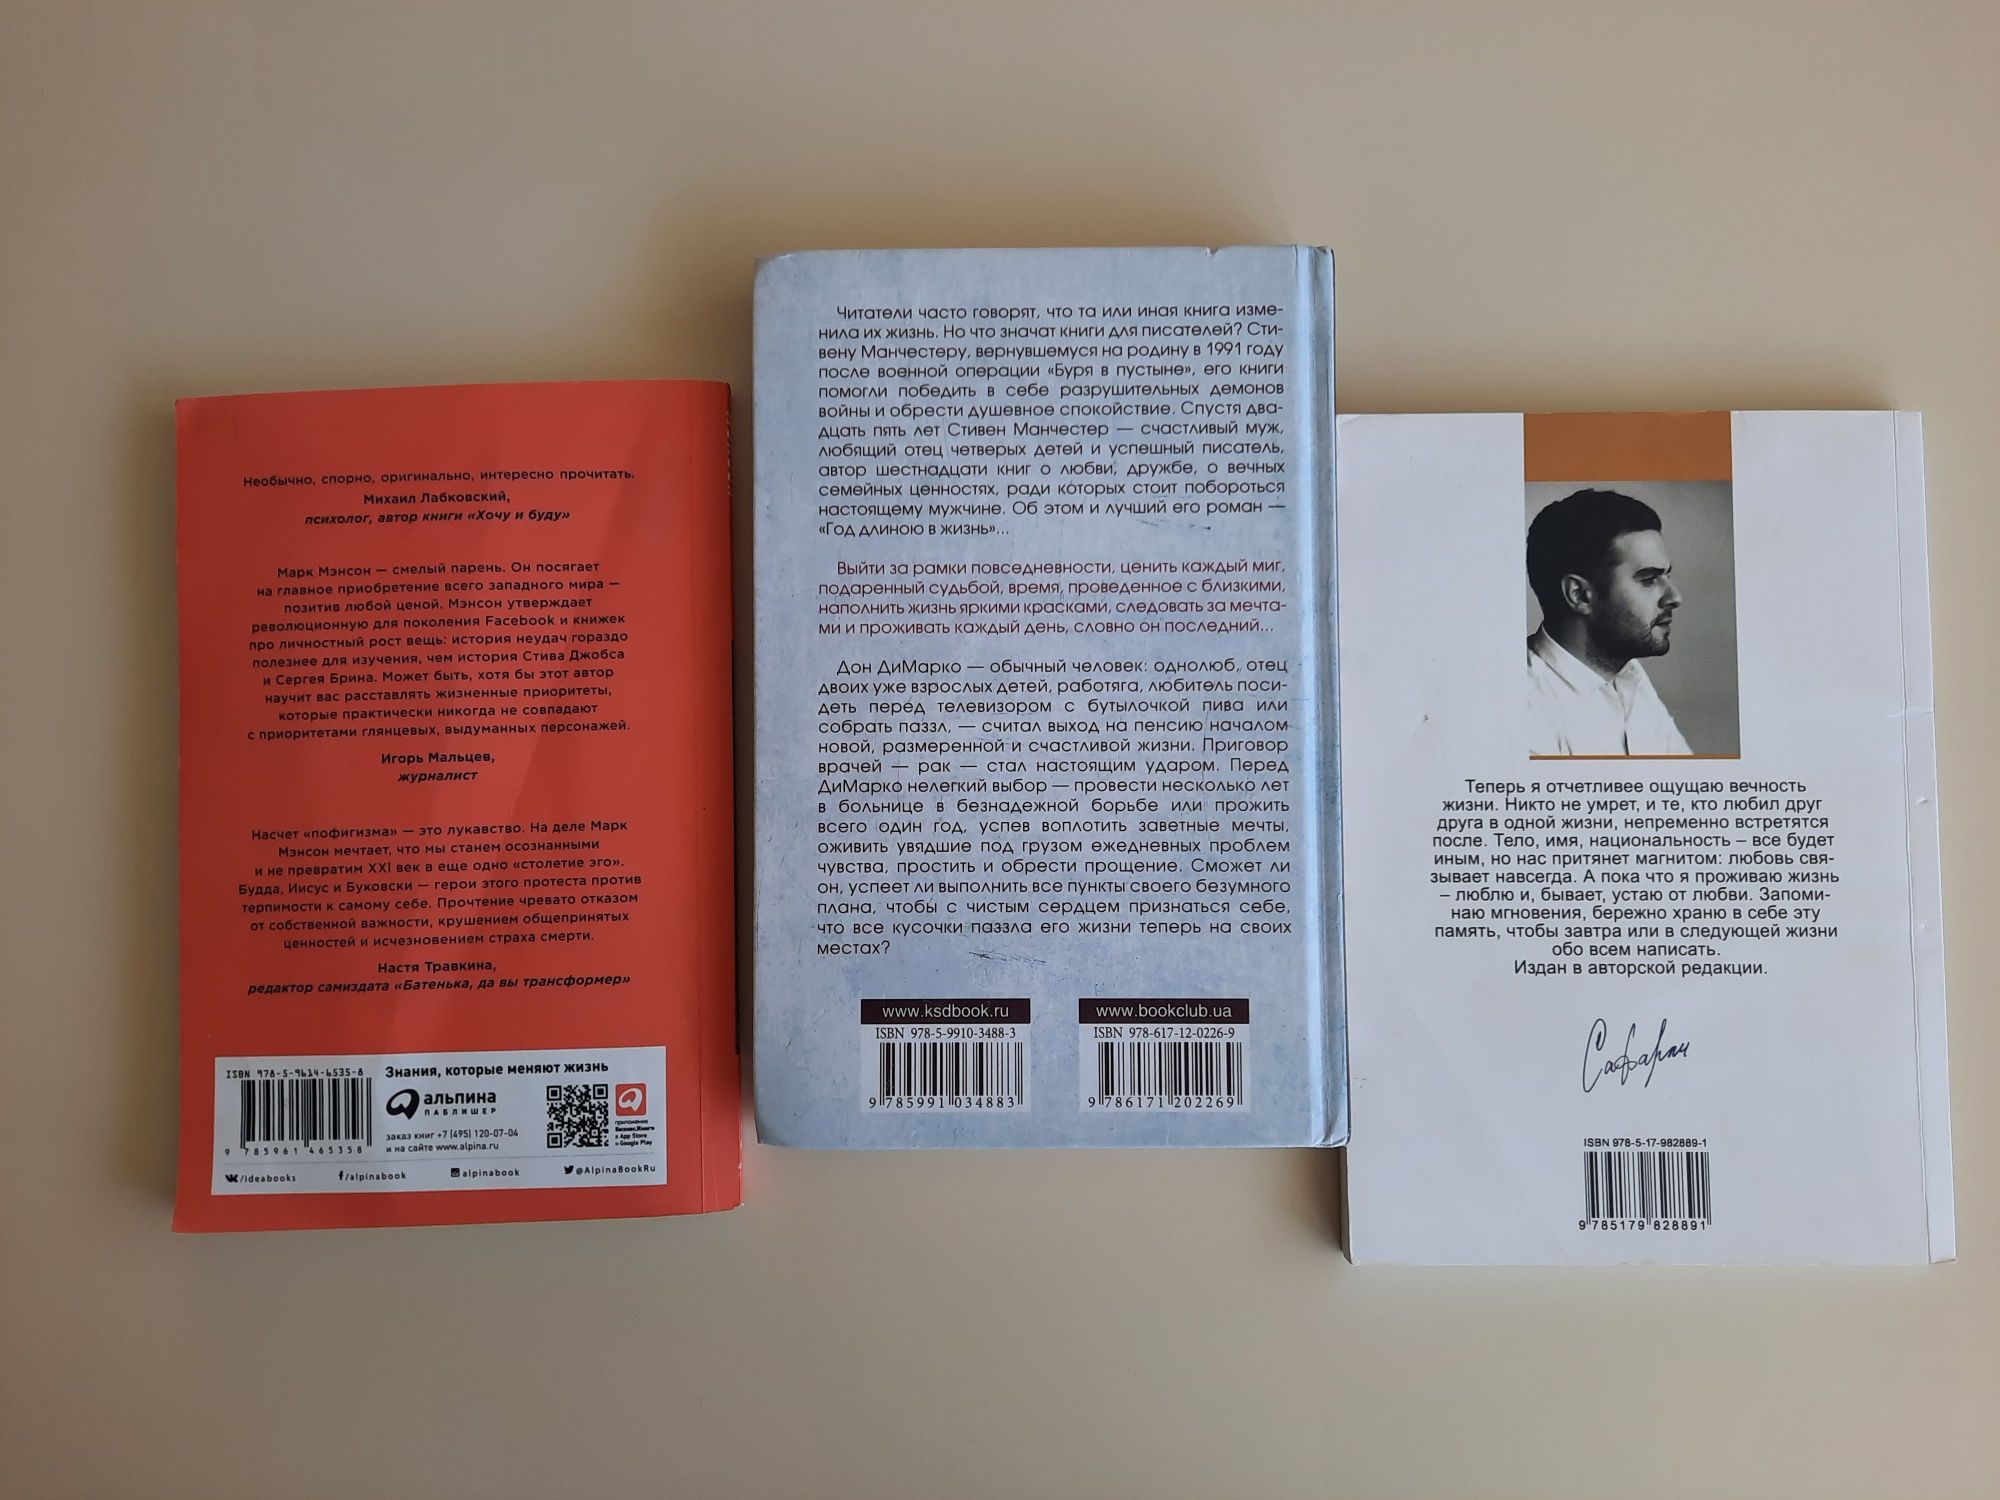 Необычно, спорно, оригинально, интересно прочитать.
Михаил Лабковский,
психолог, автор книги «Хочу и буду»
Марк Мэнсон — смелый парень. Он посягает
на главное приобретение всего западного мира —
позитив любой ценой. Мэнсон утверждает
революционную для поколения Facebook и книжек
про личностный рост вещь: история неудач гораздо
полезнее для изучения, чем история Стива Джобса
и Сергея Брина. Может быть, хотя бы этот автор
научит вас расставлять жизненные приоритеты,
которые практически никогда не совпадают
с приоритетами глянцевых, выдуманных персонажей.
Игорь Мальцев,
журналист
Насчет «пофигизма» — это лукавство. На деле Марк
Мэнсон мечтает, что мы станем осознанными
и не превратим XXI век в еще одно «столетие эго».
Будда, Иисус и Буковски — герои этого протеста против
терпимости к самому себе. Прочтение чревато отказом
от собственной важности, крушением общепринятых
ценностей и исчезновением страха смерти.
Настя Травкина,
редактор самиздата «Батенька, да вы трансформер»
ISBN 978-5-9614-6535-8
9 785961 465358
Знания, которые меняют жизнь
альпина
ПАБЛИШЕР
заказ книг +7 (495) 120-07-04
и на сайте www.alpina.ru
приложение
Бизнес.Книги
в App Store
и Google Play
/ideabooks
/alpinabook
alpinabook
@AlpinaBookRu
Читатели часто говорят, что та или иная книга изме-
нила их жизнь. Но что значат книги для писателей? Сти-
вену Манчестеру, вернувшемуся на родину в 1991 году
после военной операции «Буря в пустыне», его книги
помогли победить в себе разрушительных демонов
войны и обрести душевное спокойствие. Спустя два-
дцать пять лет Стивен Манчестер — счастливый муж,
любящий отец четверых детей и успешный писатель,
автор шестнадцати книг о любви, дружбе, о вечных
семейных ценностях, ради которых стоит побороться
настоящему мужчине. Об этом и лучший его роман —
«Год длиною в жизнь»...
Выйти за рамки повседневности, ценить каждый миг,
подаренный судьбой, время, проведенное с близкими,
наполнить жизнь яркими красками, следовать за мечта-
ми и проживать каждый день, словно он последний...
Дон ДиМарко — обычный человек: однолюб, отец
двоих уже взрослых детей, работяга, любитель поси-
деть перед телевизором с бутылочкой пива или
собрать паззл, — считал выход на пенсию началом
новой, размеренной и счастливой жизни. Приговор
врачей — рак — стал настоящим ударом. Перед
ДиМарко нелегкий выбор — провести несколько лет
в больнице в безнадежной борьбе или прожить
всего один год, успев воплотить заветные мечты,
оживить увядшие под грузом ежедневных проблем
чувства, простить и обрести прощение. Сможет ли
он, успеет ли выполнить все пункты своего безумного
плана, чтобы с чистым сердцем признаться себе,
что все кусочки паззла его жизни теперь на своих
местах?
www.ksdbook.ru
ISBN 978-5-9910-3488-3
9 785991 034883
www.bookclub.ua
ISBN 978-617-12-0226-9
9 786171 202269
Теперь я отчетливее ощущаю вечность
жизни. Никто не умрет, и те, кто любил друг
друга в одной жизни, непременно встретятся
после. Тело, имя, национальность – все будет
иным, но нас притянет магнитом: любовь свя-
зывает навсегда. А пока что я проживаю жизнь
– люблю и, бывает, устаю от любви. Запоми-
наю мгновения, бережно храню в себе эту
память, чтобы завтра или в следующей жизни
обо всем написать.
Издан в авторской редакции.
Сафарли
ISBN 978-5-17-982889-1
9 785179 828891